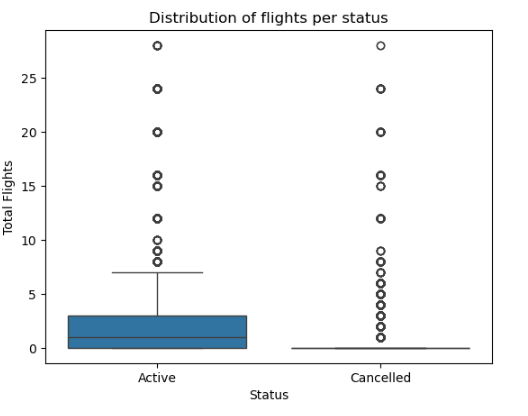 Distribution of flights per status
25
20
15
10
5
0
Total Flights
Active
Cancelled
Status